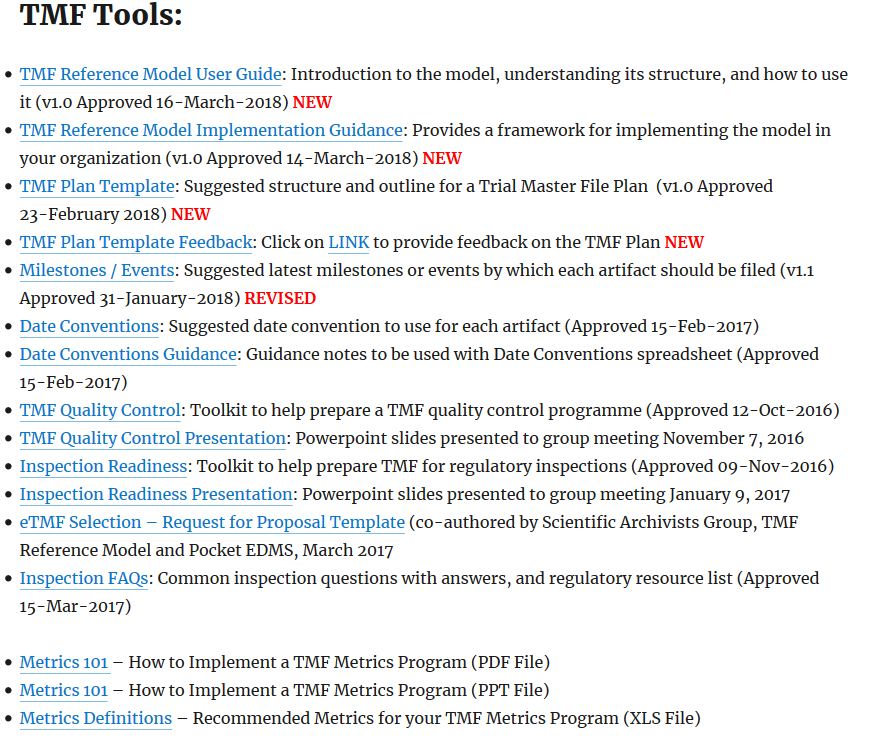 TMF Tools:
• TMF Reference Model User Guide: Introduction to the model, understanding its structure, and how to use
it (v1.0 Approved 16-March-2018) NEW
• TMF Reference Model Implementation Guidance: Provides a framework for implementing the model in
your organization (v1.0 Approved 14-March-2018) NEW
• TMF Plan Template: Suggested structure and outline for a Trial Master File Plan (v1.0 Approved
23-February 2018) NEW
• TMF Plan Template Feedback: Click on LINK to provide feedback on the TMF Plan NEW
• Milestones / Events: Suggested latest milestones or events by which each artifact should be filed (v1.1
Approved 31-January-2018) REVISED
• Date Conventions: Suggested date convention to use for each artifact (Approved 15-Feb-2017)
• Date Conventions Guidance: Guidance notes to be used with Date Conventions spreadsheet (Approved
15-Feb-2017)
• TMF Quality Control: Toolkit to help prepare a TMF quality control programme (Approved 12-Oct-2016)
• TMF Quality Control Presentation: Powerpoint slides presented to group meeting November 7, 2016
• Inspection Readiness: Toolkit to help prepare TMF for regulatory inspections (Approved 09-Nov-2016)
• Inspection Readiness Presentation: Powerpoint slides presented to group meeting January 9, 2017
• eTMF Selection – Request for Proposal Template (co-authored by Scientific Archivists Group, TMF
Reference Model and Pocket EDMS, March 2017
• Inspection FAQs: Common inspection questions with answers, and regulatory resource list (Approved
15-Mar-2017)
• Metrics 101 – How to Implement a TMF Metrics Program (PDF File)
• Metrics 101 – How to Implement a TMF Metrics Program (PPT File)
• Metrics Definitions – Recommended Metrics for your TMF Metrics Program (XLS File)